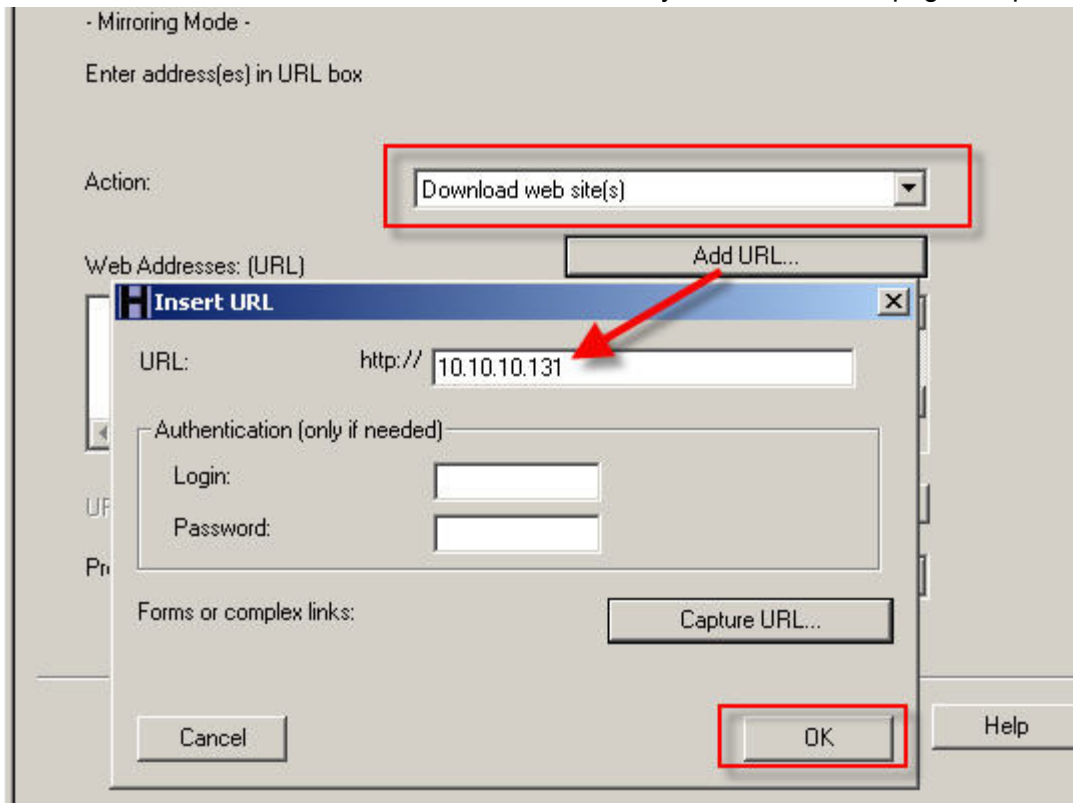 - Mirroring Mode -
Enter address(es) in URL box
Action:
Download web site(s)
Web Addresses: (URL)
Add URL...
Insert URL
URL:
http://
10.10.10.131
Authentication (only if needed)
Login:
Password:
Forms or complex links:
Capture URL...
Cancel
OK
Help